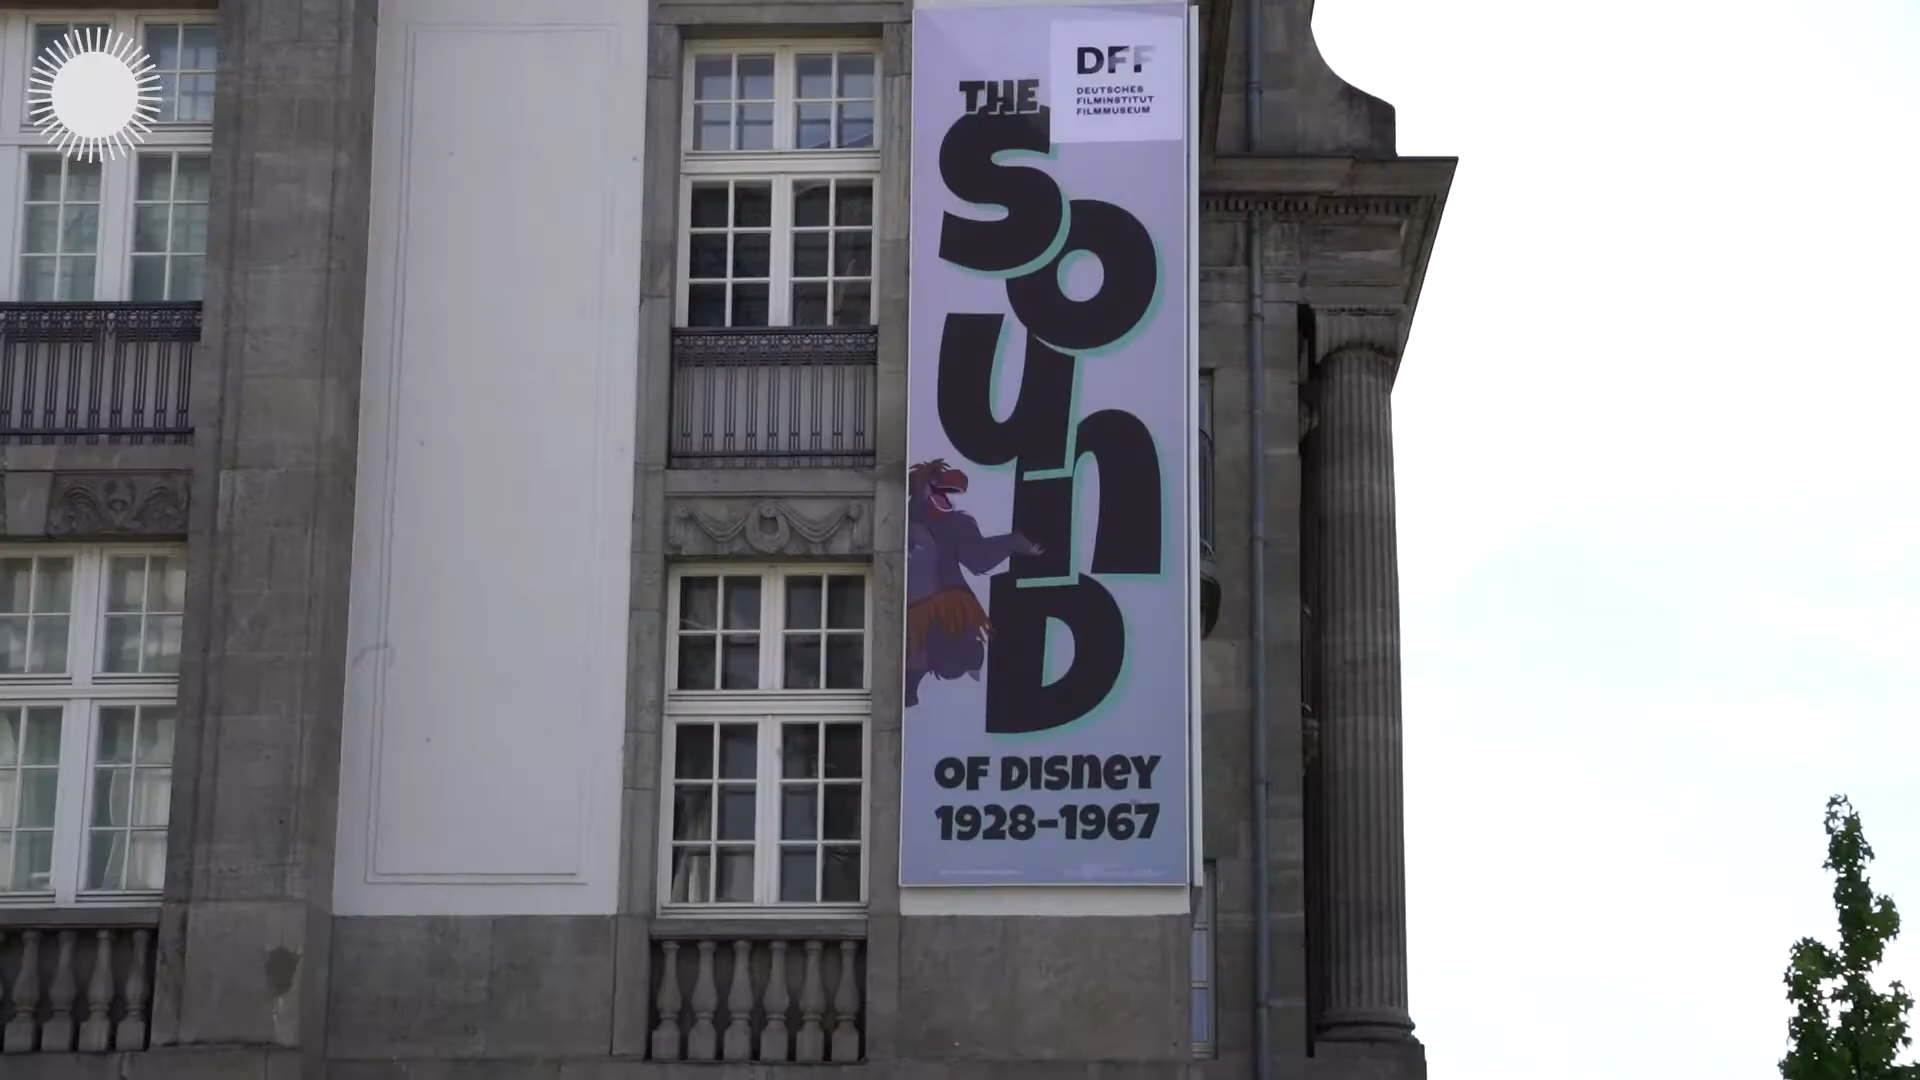 DFF
DEUTSCHES
FILMINSTITUT
FILMMUSEUM
THE
SOUND
OF DISNEY
1928-1967